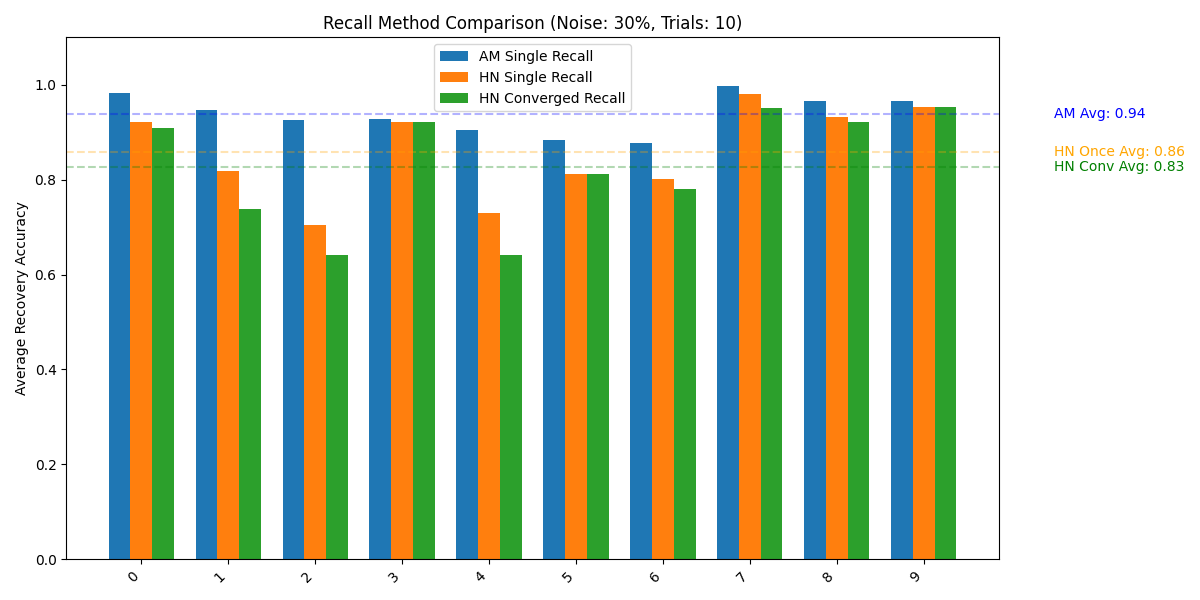 Recall Method Comparison (Noise: 30%, Trials: 10)
AM Single Recall
HN Single Recall
HN Converged Recall
Average Recovery Accuracy
1.0
0.8
0.6
0.4
0.2
0.0
AM Avg: 0.94
HN Once Avg: 0.86
HN Conv Avg: 0.83
0 1 2 3 4 5 6 7 8 9